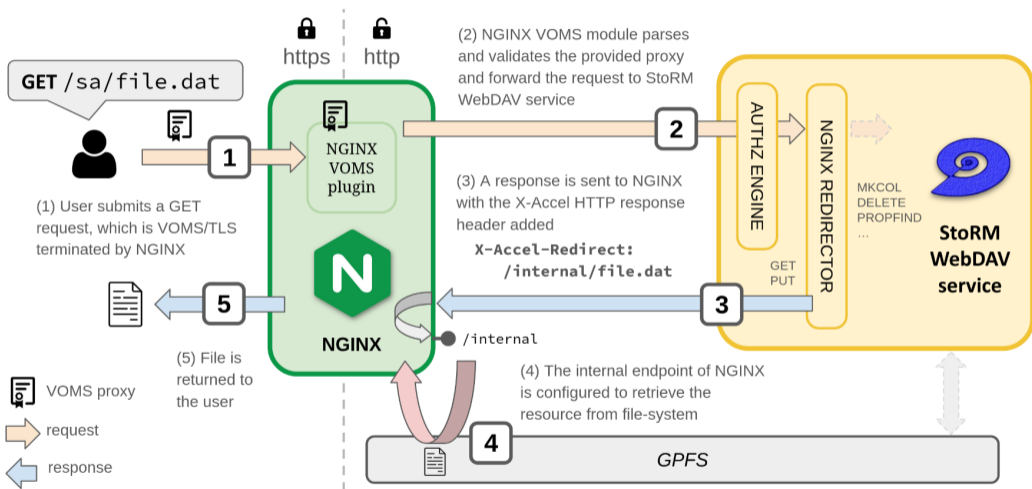 https
http
GET /sa/file.dat
(2) NGINX VOMS module parses
and validates the provided proxy
and forward the request to StoRM
WebDAV service
1
NGINX
VOMS
plugin
2
AUTHZ ENGINE
NGINX REDIRECTOR
MKCOL
DELETE
PROPFIND
...
StoRM
WebDAV
service
(1) User submits a GET
request, which is VOMS/TLS
terminated by NGINX
(3) A response is sent to NGINX
with the X-Accel HTTP response
header added
X-Accel-Redirect:
/internal/file.dat
GET
PUT
N
5
3
NGINX
/internal
(5) File is
returned to
the user
(4) The internal endpoint of NGINX
is configured to retrieve the
resource from file-system
4
GPFS
VOMS proxy
request
response